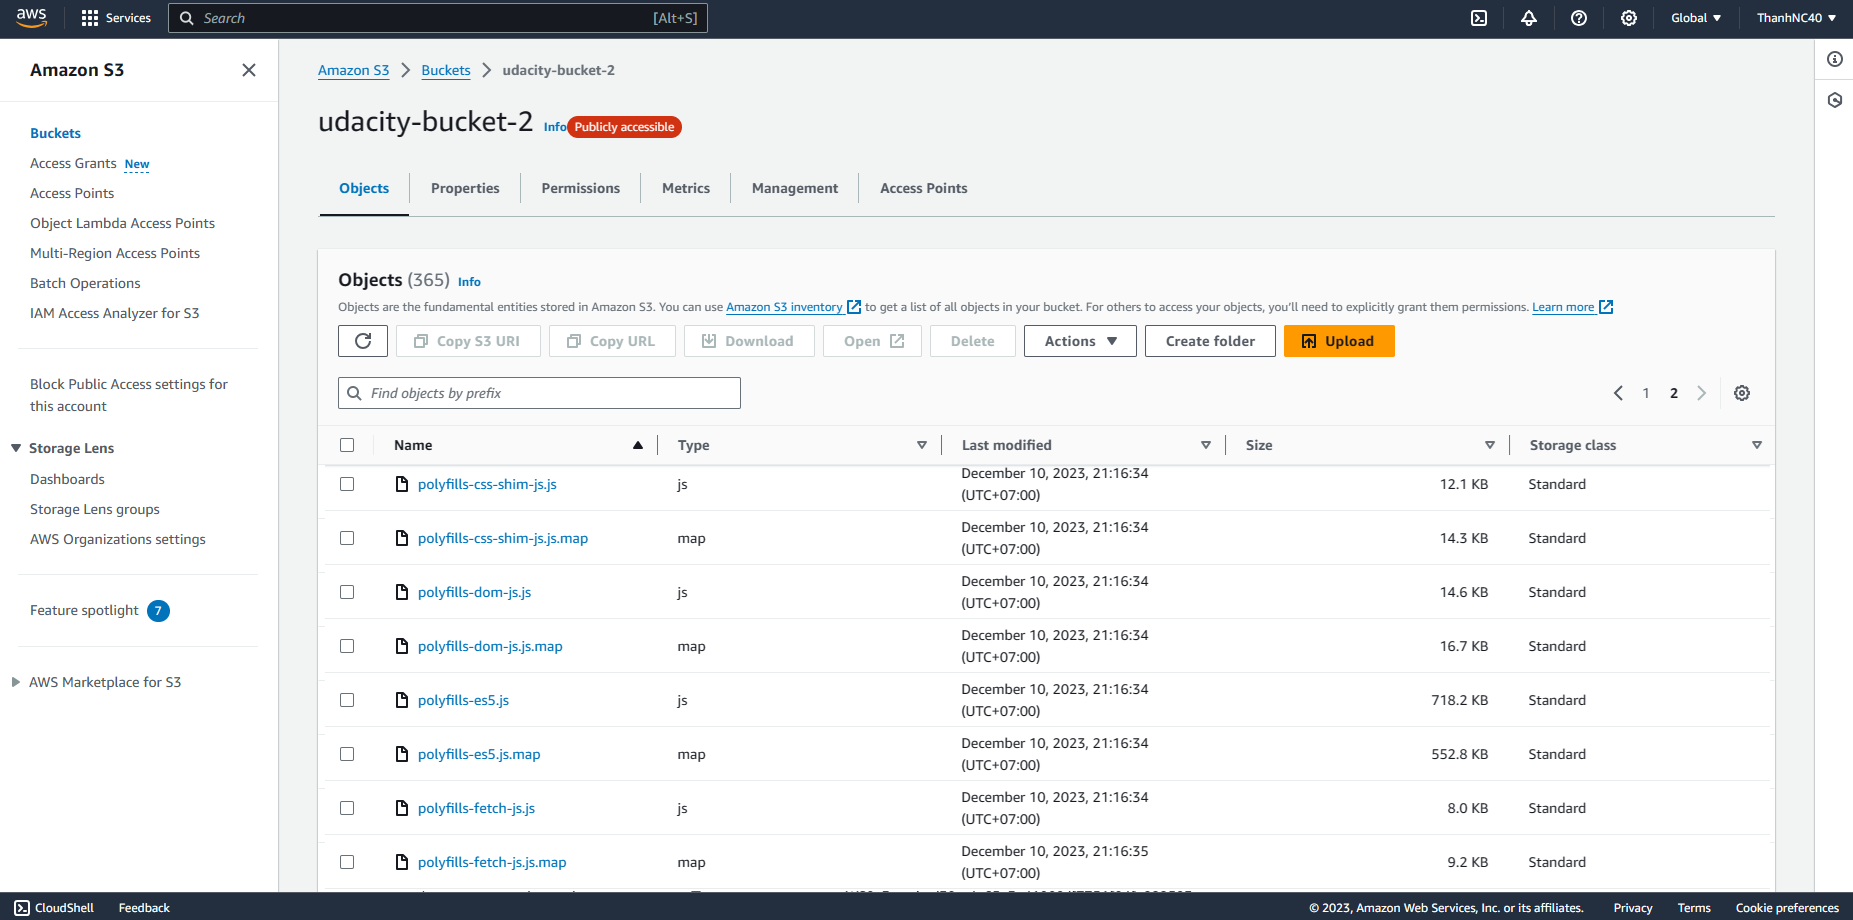 aws
Services
Search
[Alt+S]
Global
ThanhNC40
Amazon S3
Buckets
Access Grants New
Access Points
Object Lambda Access Points
Multi-Region Access Points
Batch Operations
IAM Access Analyzer for S3
Block Public Access settings for
this account
Storage Lens
Dashboards
Storage Lens groups
AWS Organizations settings
Feature spotlight 7
AWS Marketplace for S3
Amazon S3 Buckets udacity-bucket-2
udacity-bucket-2 Info Publicly accessible
Objects Properties Permissions Metrics Management Access Points
Objects (365) Info
Objects are the fundamental entities stored in Amazon S3. You can use Amazon S3 inventory to get a list of all objects in your bucket. For others to access your objects, you'll need to explicitly grant them permissions. Learn more
Copy S3 URI Copy URL Download Open Delete Actions Create folder Upload
Find objects by prefix
1 2
Name Type Last modified Size Storage class
polyfills-css-shim-js.js js December 10, 2023, 21:16:34 (UTC+07:00) 12.1 KB Standard
polyfills-css-shim-js.js.map map December 10, 2023, 21:16:34 (UTC+07:00) 14.3 KB Standard
polyfills-dom-js.js js December 10, 2023, 21:16:34 (UTC+07:00) 14.6 KB Standard
polyfills-dom-js.js.map map December 10, 2023, 21:16:34 (UTC+07:00) 16.7 KB Standard
polyfills-es5.js js December 10, 2023, 21:16:34 (UTC+07:00) 718.2 KB Standard
polyfills-es5.js.map map December 10, 2023, 21:16:34 (UTC+07:00) 552.8 KB Standard
polyfills-fetch-js.js js December 10, 2023, 21:16:34 (UTC+07:00) 8.0 KB Standard
polyfills-fetch-js.js.map map December 10, 2023, 21:16:35 (UTC+07:00) 9.2 KB Standard
CloudShell Feedback © 2023, Amazon Web Services, Inc. or its affiliates. Privacy Terms Cookie preferences